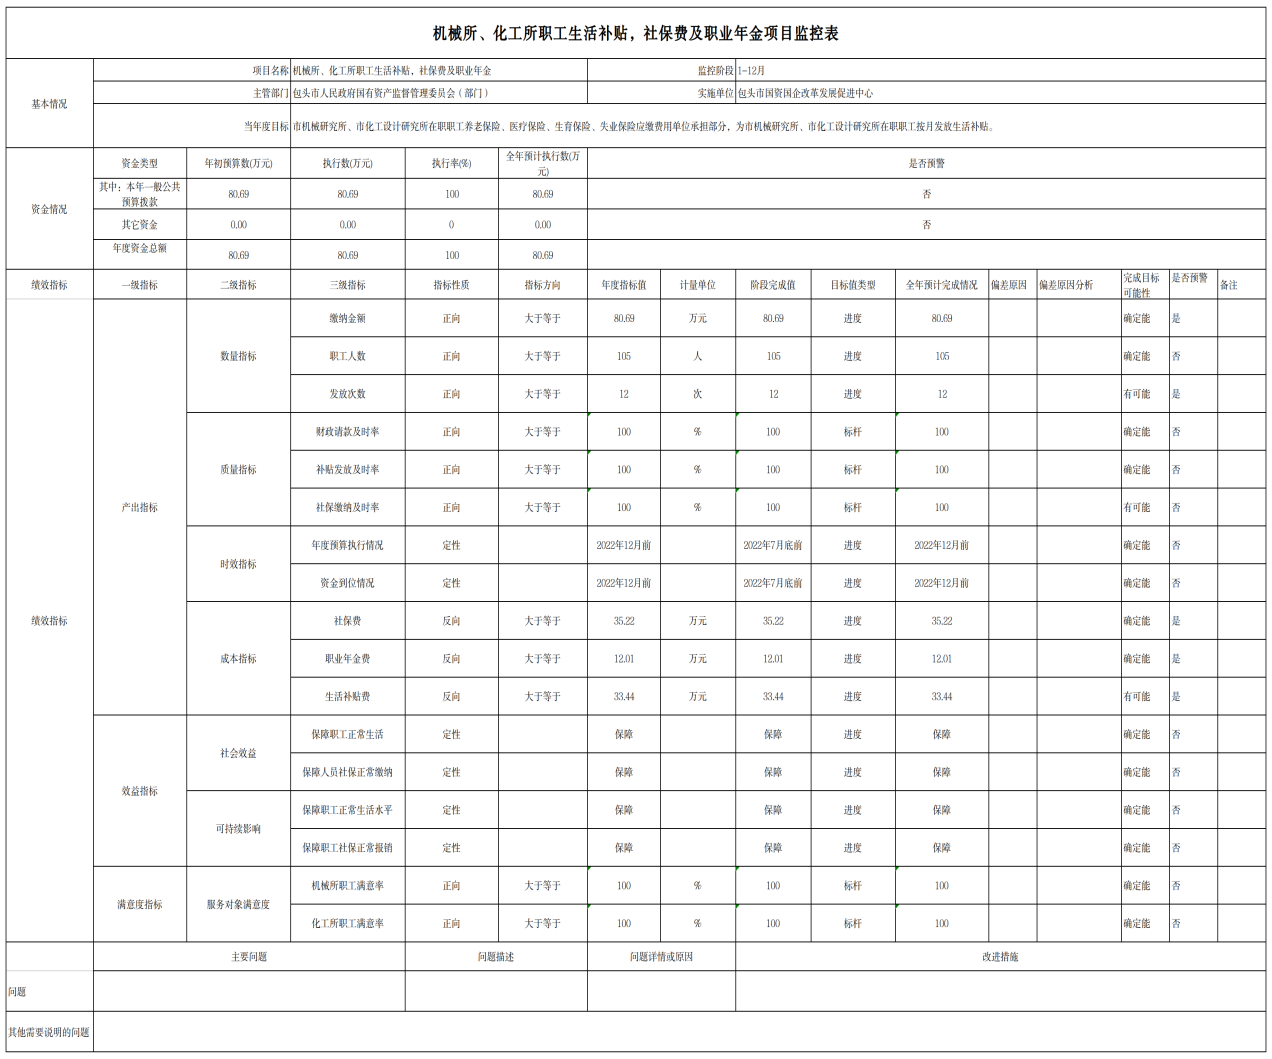 机械所、化工所职工生活补贴，社保费及职业年金项目监控表
基本情况 项目名称 机械所、化工所职工生活补贴，社保费及职业年金 监控阶段 1-12月
主管部门 包头市人民政府国有资产监督管理委员会（部门） 实施单位 包头市国资国企改革发展促进中心
当年度目标 市机械研究所、市化工设计研究所在职职工养老保险、医疗保险、生育保险、失业保险应缴费用单位承担部分，为市机械研究所、市化工设计研究所在职职工按月发放生活补贴。
资金情况 资金类型 年初预算数(万元) 执行数(万元) 执行率(%) 全年预计执行数(万
元) 是否预警
其中：本年一般公共
预算拨款 80.69 80.69 100 80.69 否
其它资金 0.00 0.00 0 0.00 否
年度资金总额 80.69 80.69 100 80.69
绩效指标 一级指标 二级指标 三级指标 指标性质 指标方向 年度指标值 计量单位 阶段完成值 目标值类型 全年预计完成情况 偏差原因 偏差原因分析 完成目标
可能性 是否预警 备注
绩效指标 产出指标 数量指标 缴纳金额 正向 大于等于 80.69 万元 80.69 进度 80.69 确定能 是
职工人数 正向 大于等于 105 人 105 进度 105 确定能 否
发放次数 正向 大于等于 12 次 12 进度 12 有可能 是
质量指标 财政请款及时率 正向 大于等于 100 % 100 标杆 100 确定能 否
补贴发放及时率 正向 大于等于 100 % 100 标杆 100 确定能 否
社保缴纳及时率 正向 大于等于 100 % 100 标杆 100 有可能 否
时效指标 年度预算执行情况 定性 2022年12月前 2022年7月底前 进度 2022年12月前 确定能 否
资金到位情况 定性 2022年12月前 2022年7月底前 进度 2022年12月前 确定能 否
成本指标 社保费 反向 大于等于 35.22 万元 35.22 进度 35.22 确定能 是
职业年金费 反向 大于等于 12.01 万元 12.01 进度 12.01 确定能 是
生活补贴费 反向 大于等于 33.44 万元 33.44 进度 33.44 有可能 是
效益指标 社会效益 保障职工正常生活 定性 保障 保障 进度 保障 确定能 否
保障人员社保正常缴纳 定性 保障 保障 进度 保障 确定能 否
可持续影响 保障职工正常生活水平 定性 保障 保障 进度 保障 确定能 否
保障职工社保正常报销 定性 保障 保障 进度 保障 确定能 否
满意度指标 服务对象满意度 机械所职工满意率 正向 大于等于 100 % 100 标杆 100 确定能 否
化工所职工满意率 正向 大于等于 100 % 100 标杆 100 确定能 否
主要问题 问题描述 问题详情或原因 改进措施
问题
其他需要说明的问题